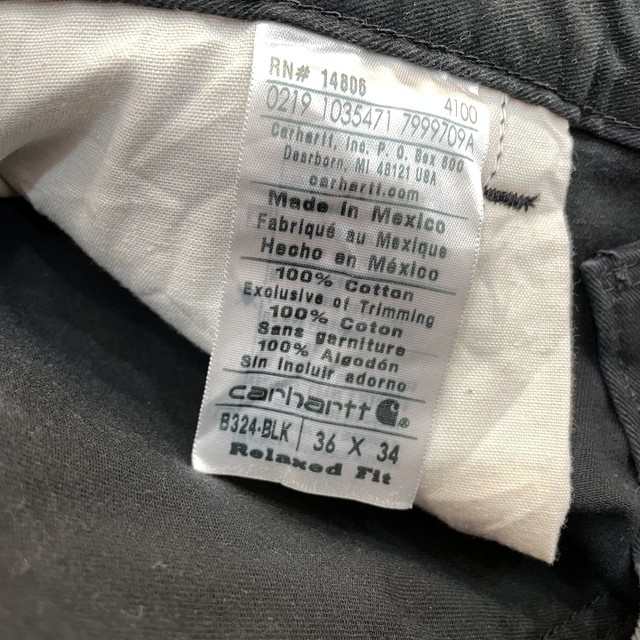 RN# 14806 4100
0219 1035471 7999709A
Carhartt, Inc. P. O. Box 600
Dearborn, MI 48121 USA
carhartt.com
Made in Mexico
Fabriqué au Mexique
Hecho en México
100% Cotton
Exclusive of Trimming
100% Coton
Sans garniture
100% Algodón
Sin incluir adorno
carhartt ®
B324-BLK 36 X 34
Relaxed Fit